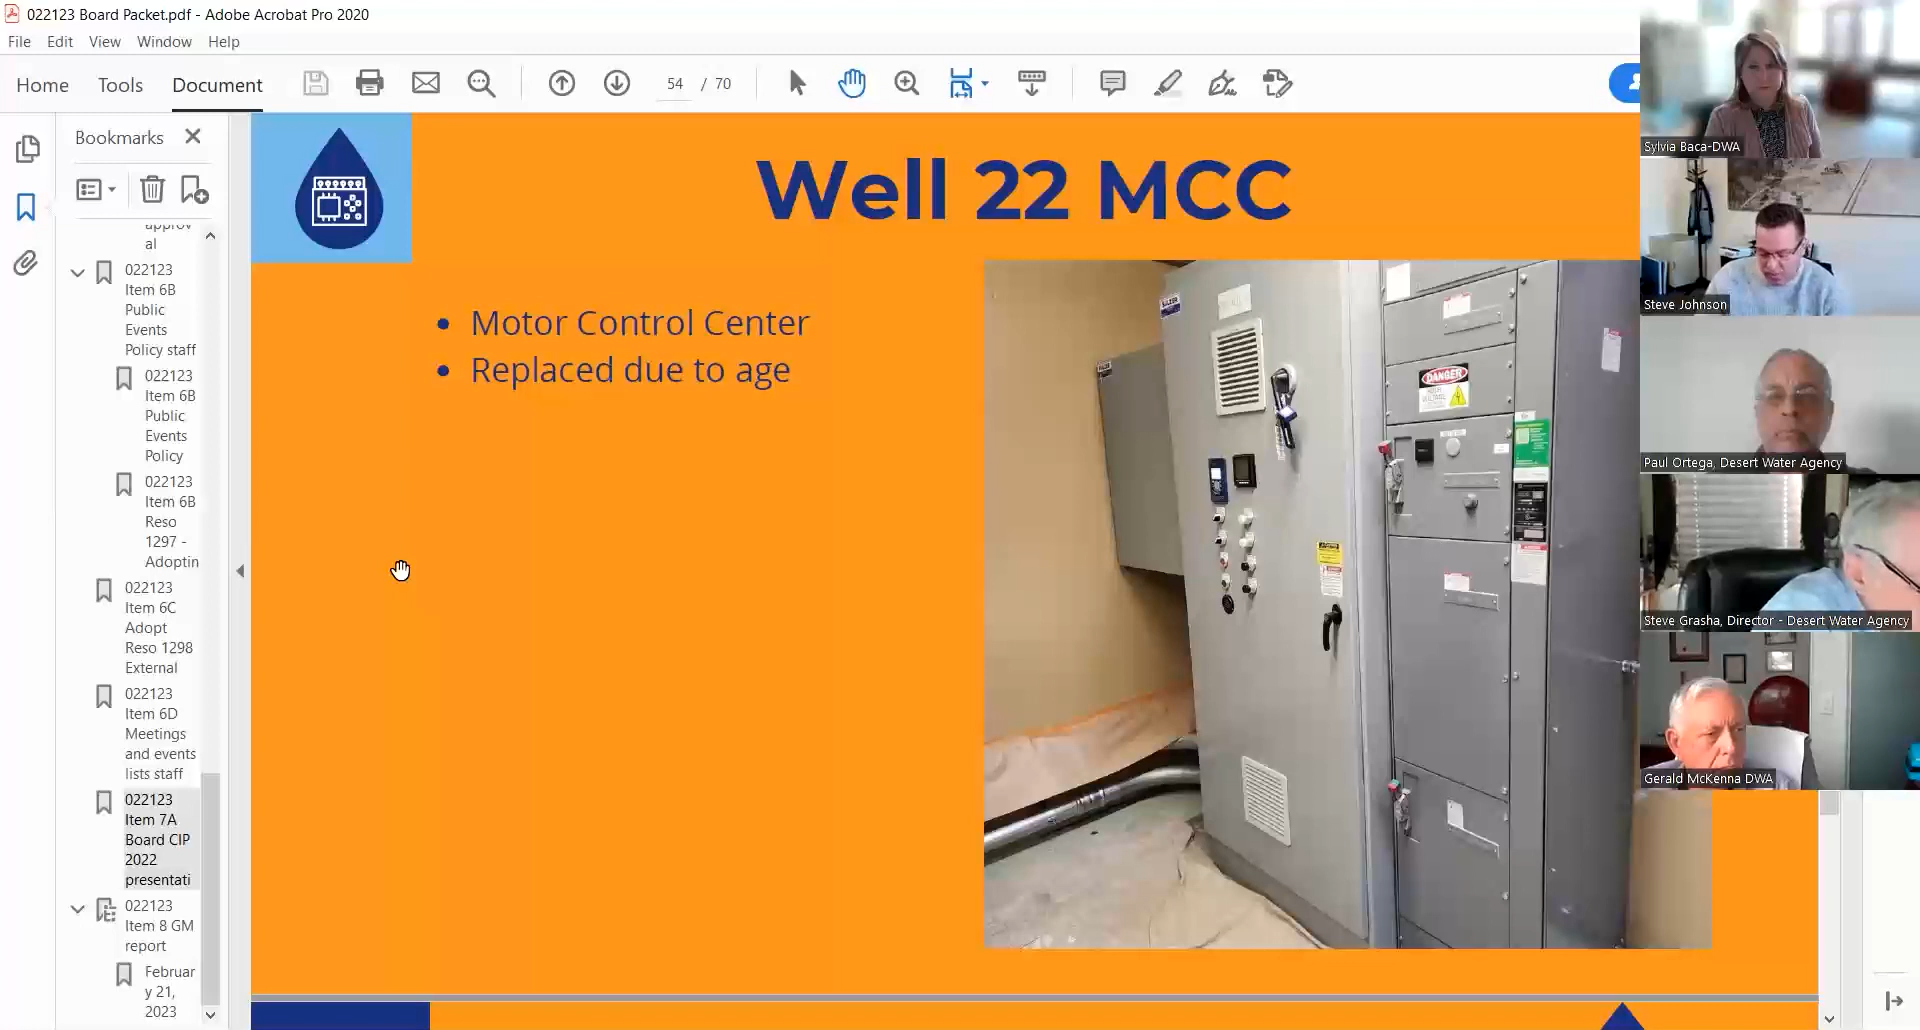 022123 Board Packet.pdf - Adobe Acrobat Pro 2020
File Edit View Window Help
Home Tools Document 54 / 70
Bookmarks
approv
al
022123
Item 6B
Public
Events
Policy staff
022123
Item 6B
Public
Events
Policy
022123
Item 6B
Reso
1297 -
Adoptin
022123
Item 6C
Adopt
Reso 1298
External
022123
Item 6D
Meetings
and events
lists staff
022123
Item 7A
Board CIP
2022
presentati
022123
Item 8 GM
report
Februar
y 21,
2023
Well 22 MCC
• Motor Control Center
• Replaced due to age
DANGER
Sylvia Baca-DWA
Steve Johnson
Paul Ortega, Desert Water Agency
Steve Grasha, Director - Desert Water Agency
Gerald McKenna DWA